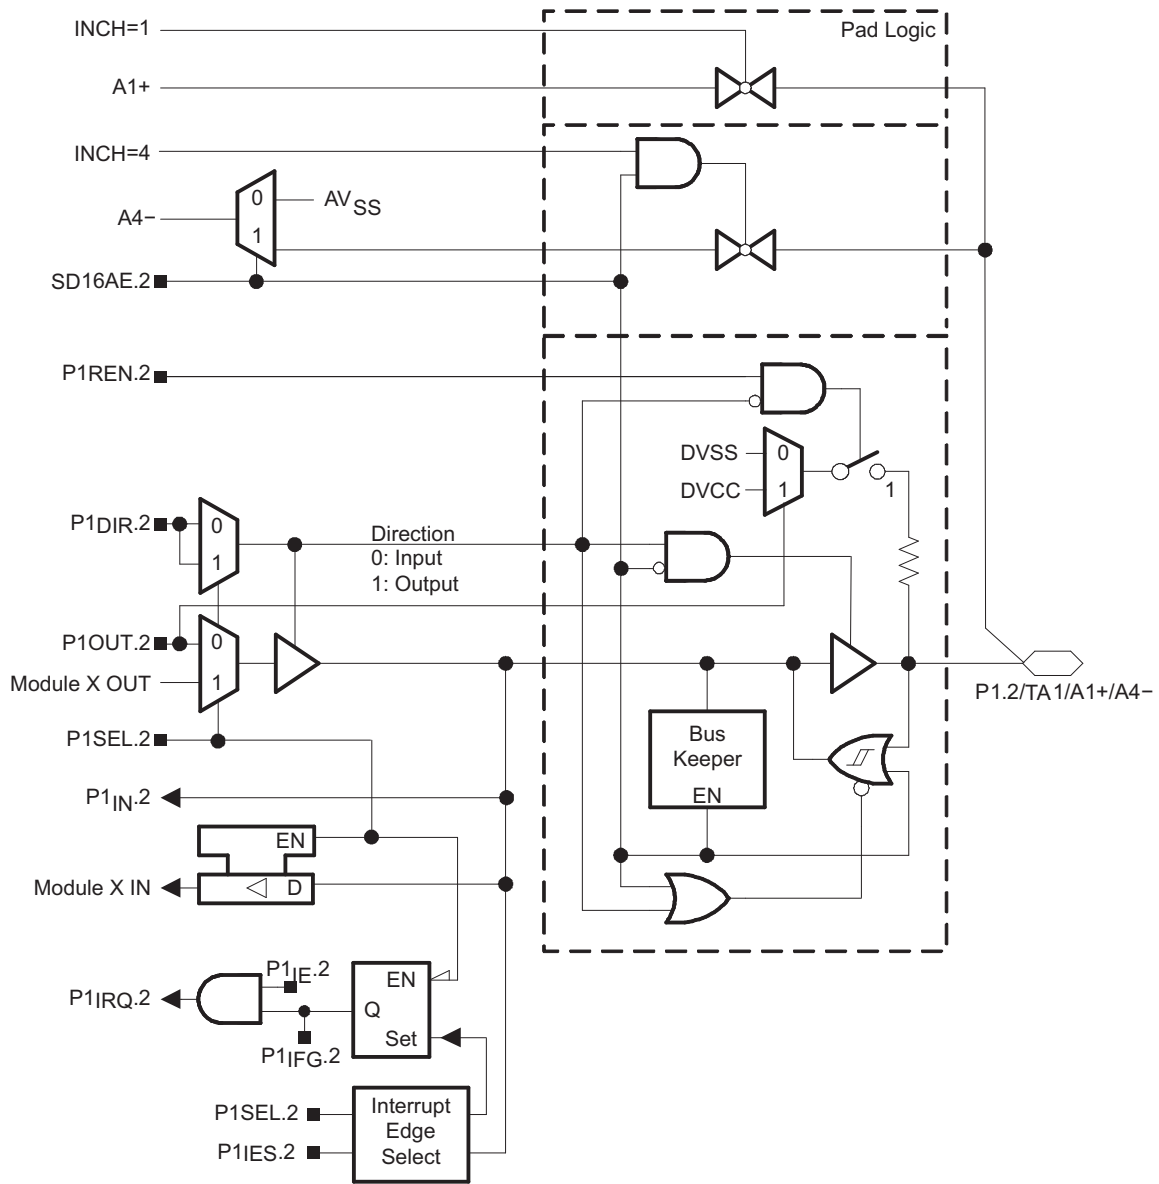 INCH=1
Pad Logic
A1+
INCH=4
0
AVSS
A4−
1
SD16AE.2
P1REN.2
DVSS
0
DVCC
1
1
P1DIR.2
0
1
Direction
0: Input
1: Output
P1OUT.2
0
Module X OUT
1
P1.2/TA1/A1+/A4−
P1SEL.2
Bus
Keeper
EN
P1IN.2
EN
Module X IN
D
P1IE.2
P1IRQ.2
EN
Q
Set
P1IFG.2
P1SEL.2
P1IES.2
Interrupt
Edge
Select